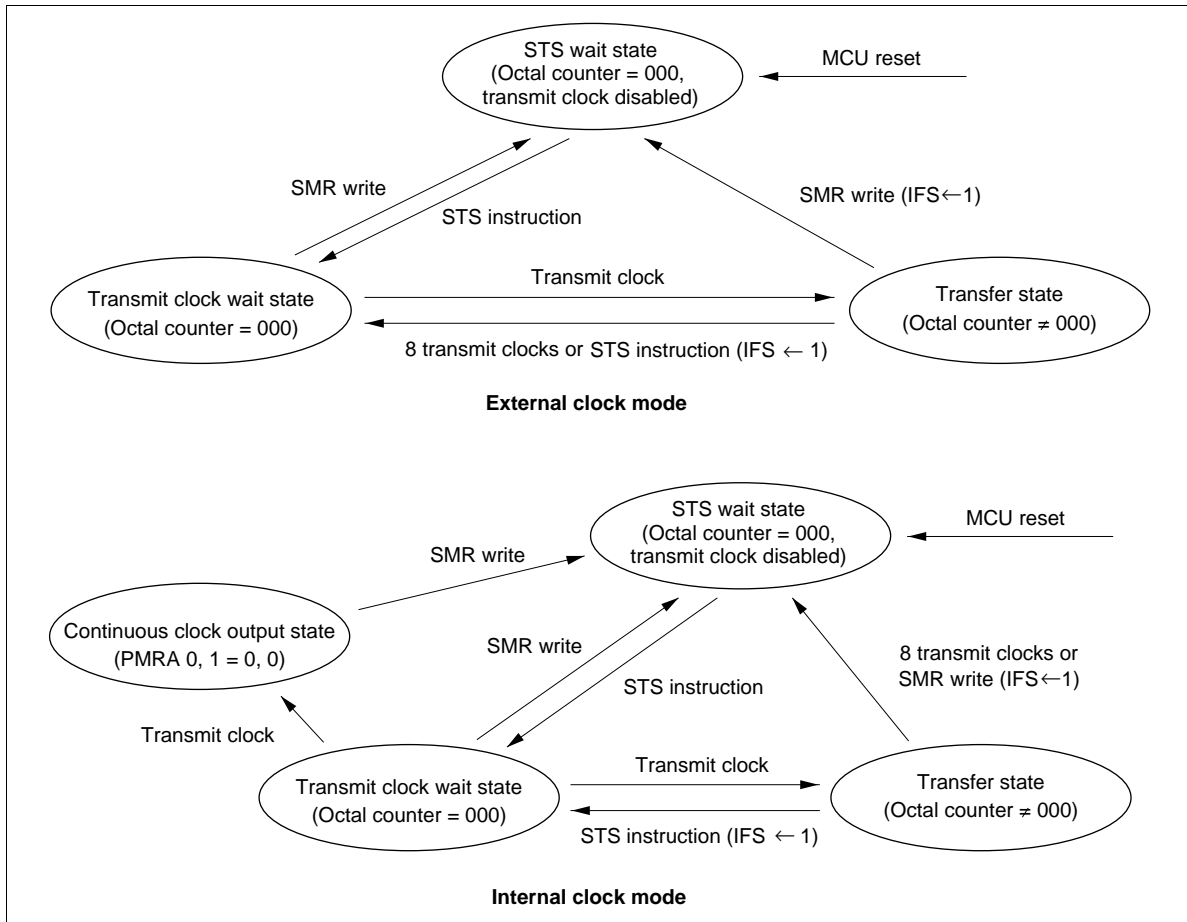 STS wait state
(Octal counter = 000,
transmit clock disabled)
MCU reset
SMR write
STS instruction
SMR write (IFS←1)
Transmit clock wait state
(Octal counter = 000)
Transmit clock
Transfer state
(Octal counter ≠ 000)
8 transmit clocks or STS instruction (IFS ← 1)
External clock mode
STS wait state
(Octal counter = 000,
transmit clock disabled)
MCU reset
SMR write
Continuous clock output state
(PMRA 0, 1 = 0, 0)
SMR write
STS instruction
8 transmit clocks or
SMR write (IFS←1)
Transmit clock
Transmit clock wait state
(Octal counter = 000)
Transmit clock
Transfer state
(Octal counter ≠ 000)
STS instruction (IFS ← 1)
Internal clock mode